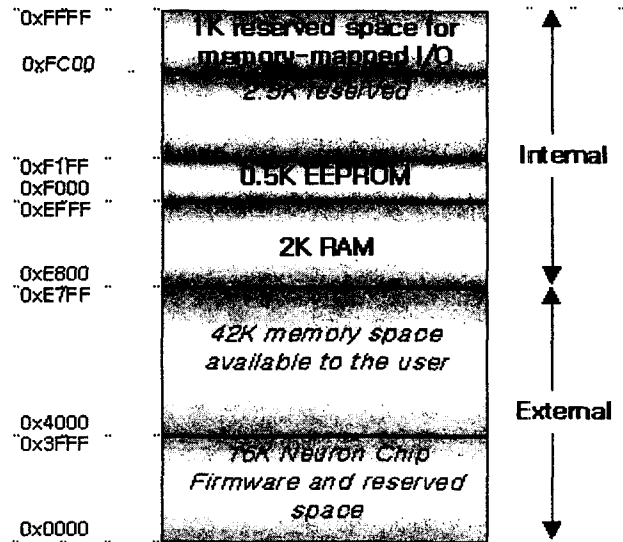 0xFFFF
1K reserved space for
memory-mapped I/O
0xFC00
2.5K reserved
0xF1FF
0.5K EEPROM
0xF000
0xEFFF
2K RAM
0xE800
0xE7FF
42K memory space
available to the user
0x4000
0x3FFF
16K Neuron Chip
Firmware and reserved
space
0x0000
Internal
External